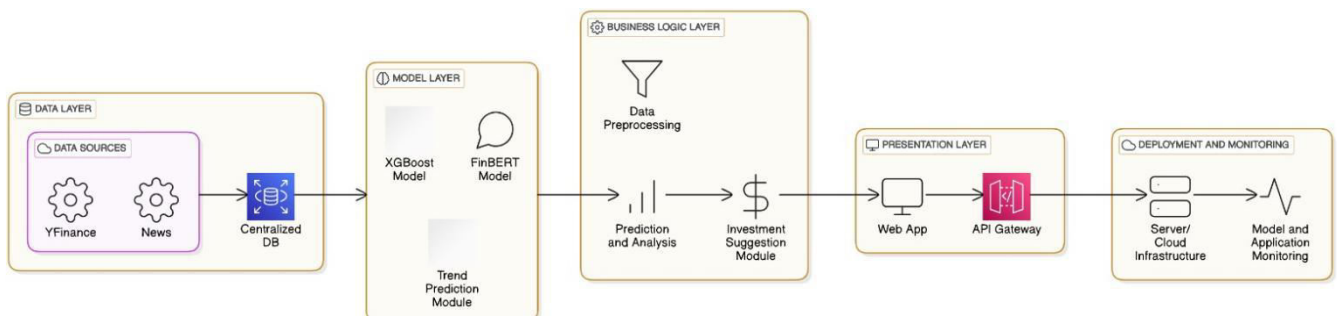 DATA LAYER
DATA SOURCES
YFinance
News
Centralized
DB
MODEL LAYER
XGBoost
Model
FinBERT
Model
Trend
Prediction
Module
BUSINESS LOGIC LAYER
Data
Preprocessing
Prediction
and Analysis
Investment
Suggestion
Module
PRESENTATION LAYER
Web App
API Gateway
DEPLOYMENT AND MONITORING
Server/
Cloud
Infrastructure
Model and
Application
Monitoring